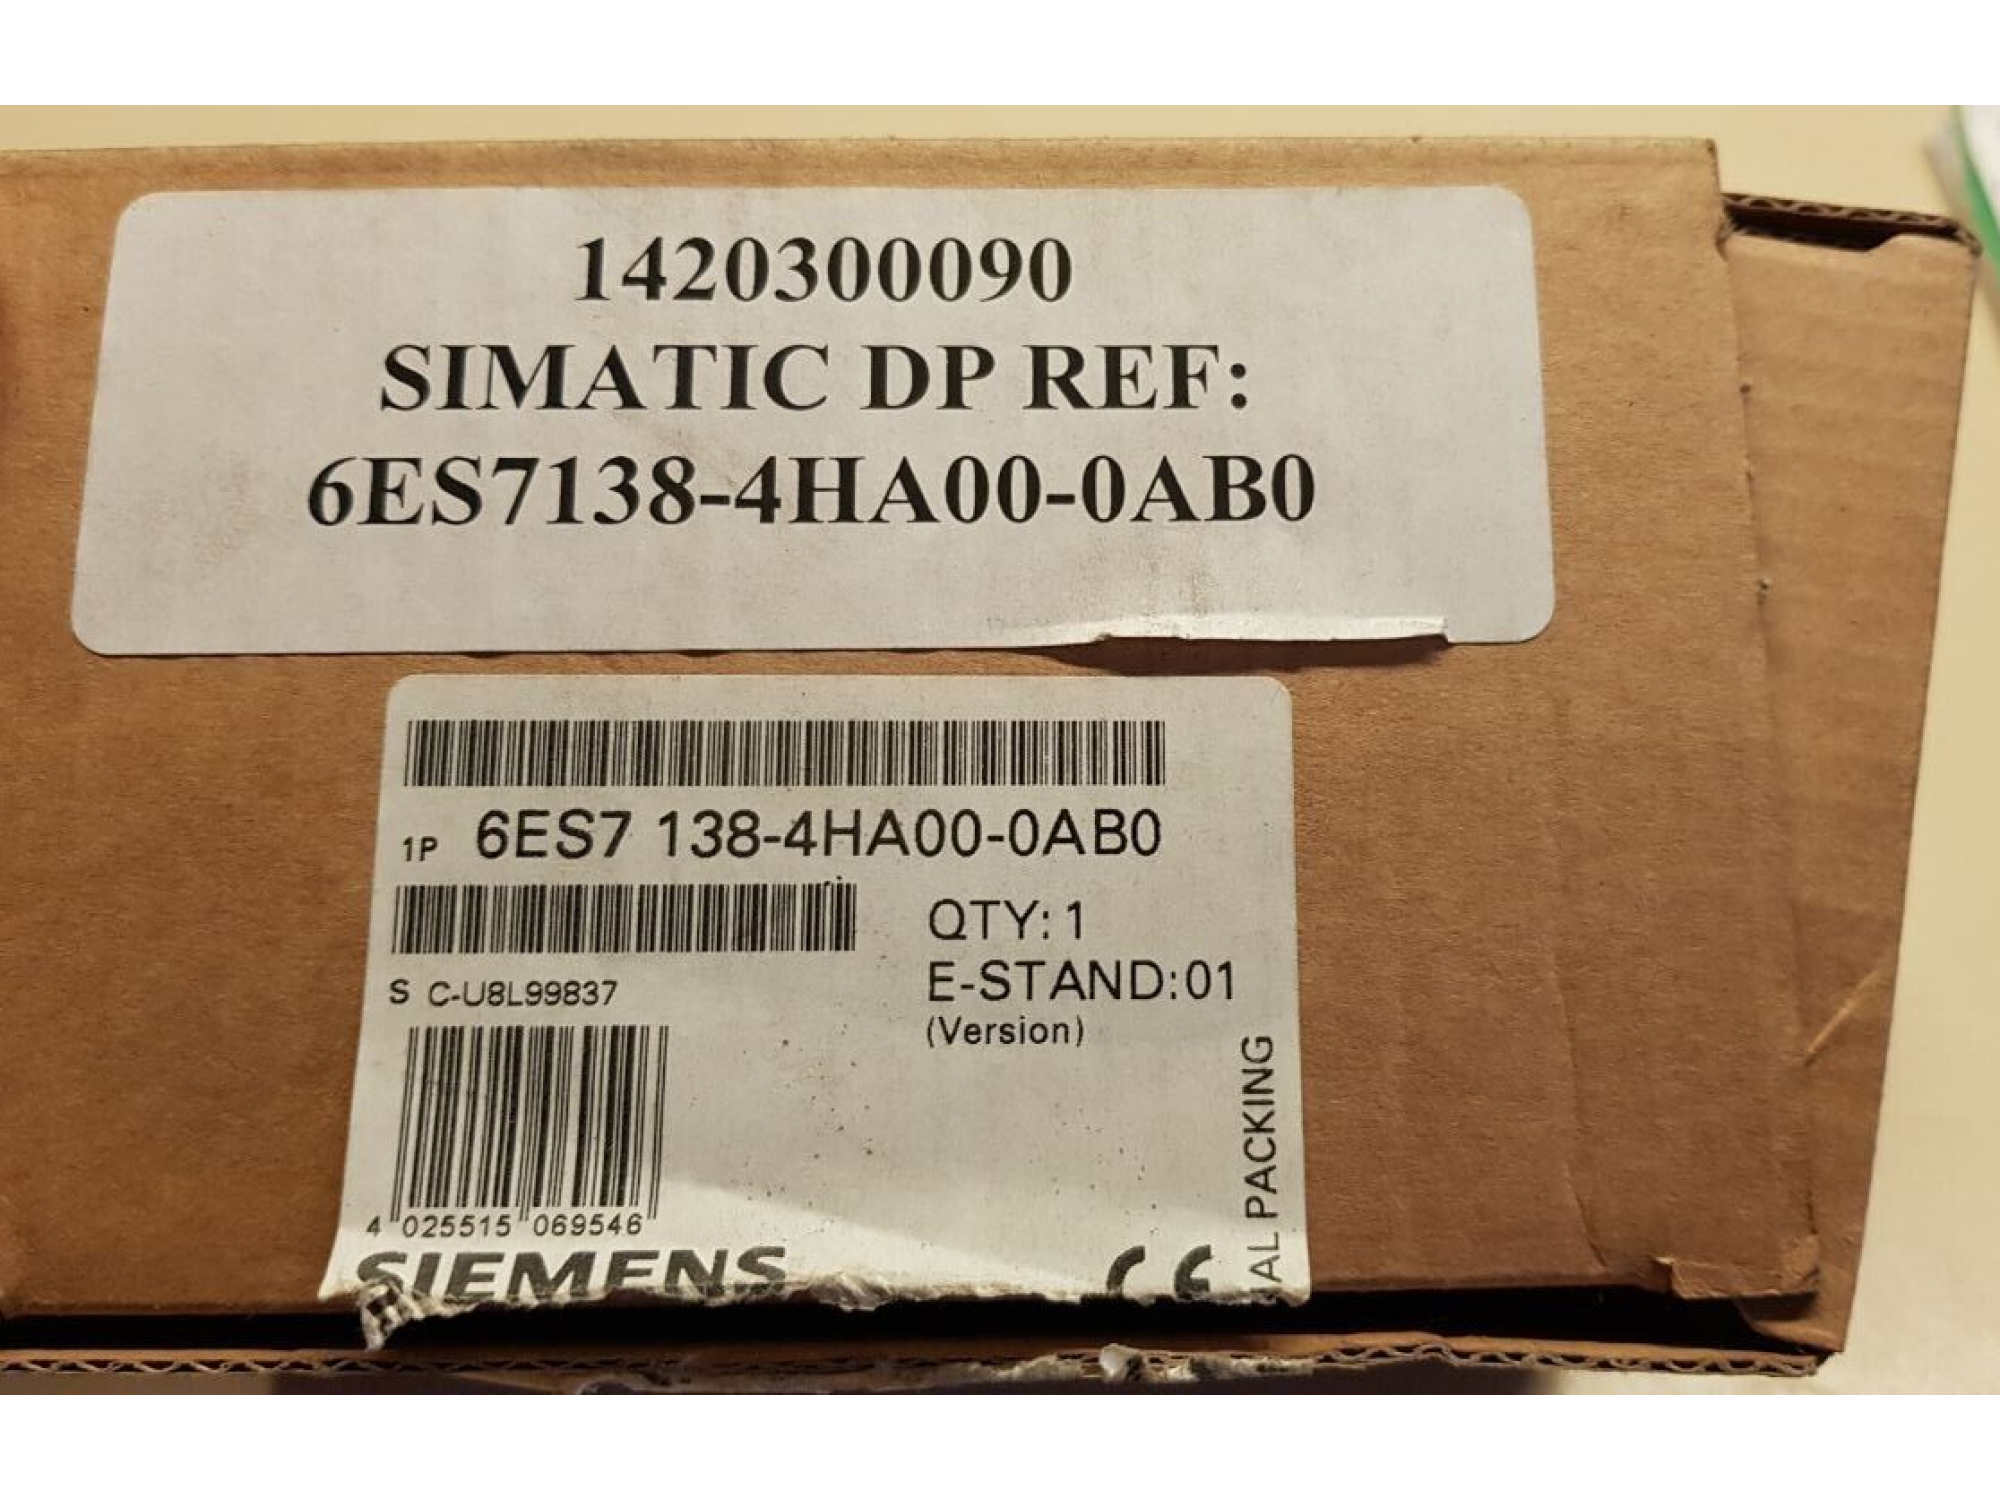 1420300090
SIMATIC DP REF:
6ES7138-4HA00-0AB0
1P 6ES7 138-4HA00-0AB0
QTY: 1
S C-U8L99837
E-STAND:01
(Version)
4 025515 069546
SIEMENS
CE
PACKING